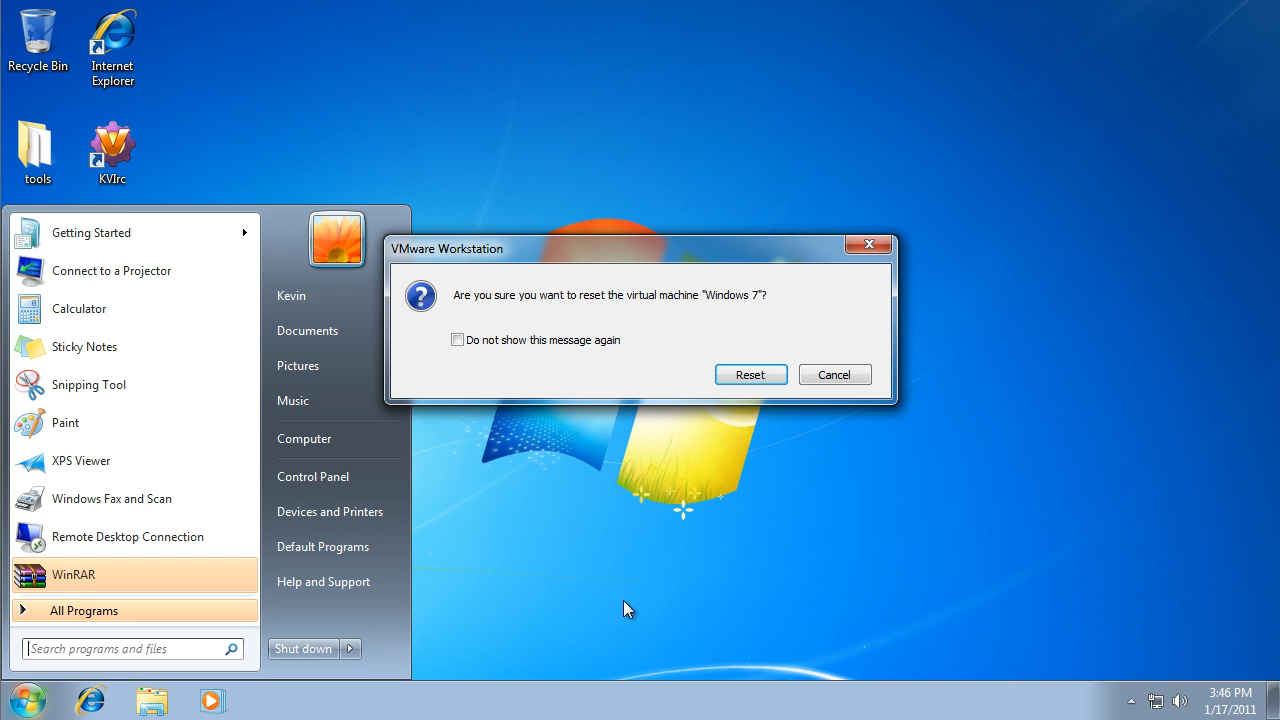 Recycle Bin
Internet
Explorer
tools
KVIrc
Getting Started
Connect to a Projector
Calculator
Sticky Notes
Snipping Tool
Paint
XPS Viewer
Windows Fax and Scan
Remote Desktop Connection
WinRAR
All Programs
Search programs and files
Kevin
Documents
Pictures
Music
Computer
Control Panel
Devices and Printers
Default Programs
Help and Support
Shut down
VMware Workstation
Are you sure you want to reset the virtual machine "Windows 7"?
Do not show this message again
Reset
Cancel
3:46 PM
1/17/2011